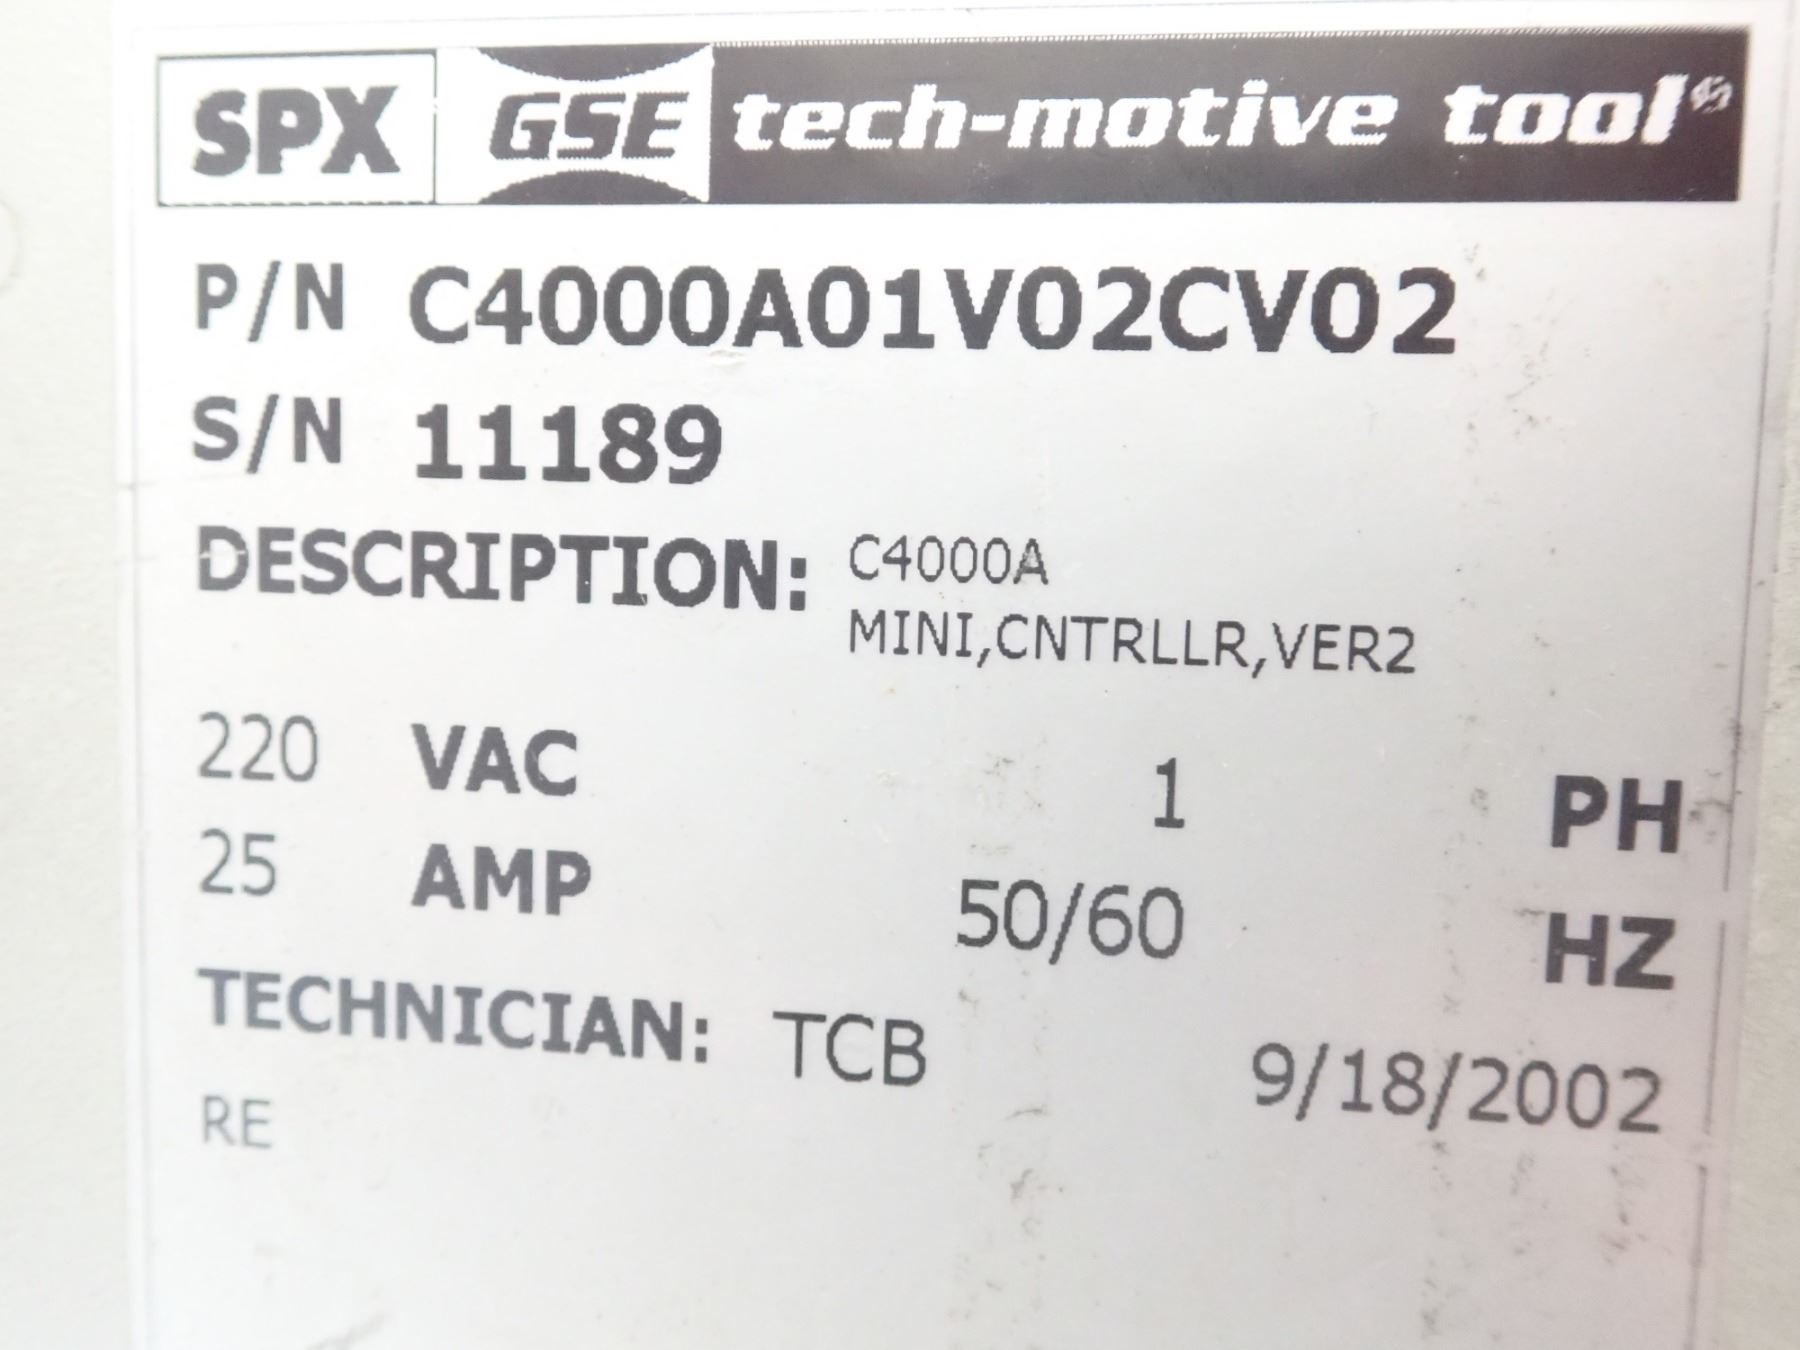 SPX GSE tech-motive tool®
P/N C4000A01V02CV02
S/N 11189
DESCRIPTION: C4000A
MINI,CNTRLLR,VER2
220 VAC 1 PH
25 AMP 50/60 HZ
TECHNICIAN: TCB 9/18/2002
RE